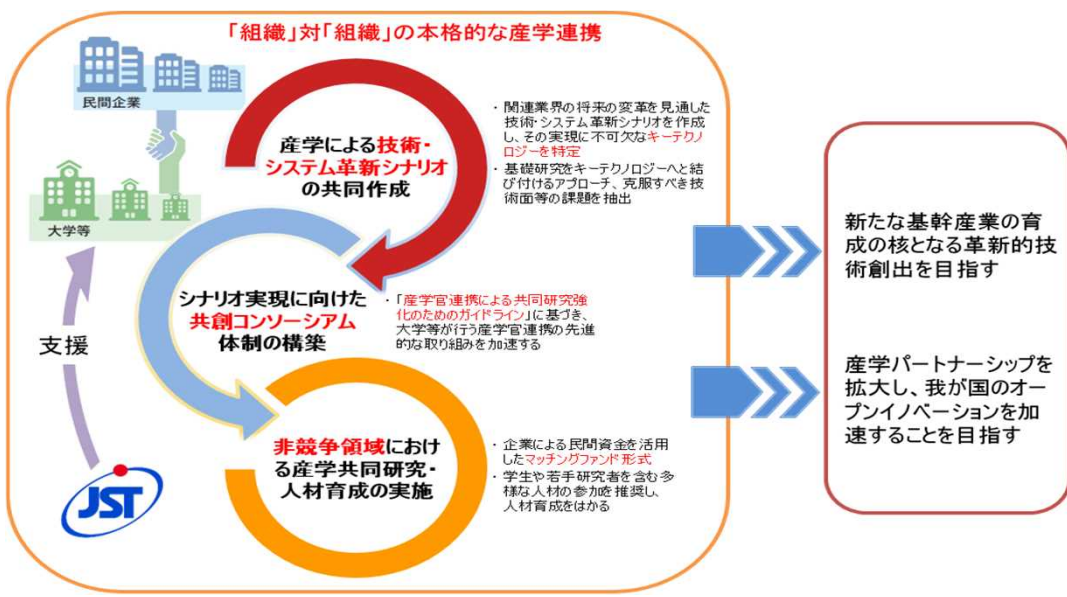 「組織」対「組織」の本格的な産学連携
民間企業
大学等
支援
JST
産学による技術・
システム革新シナリオ
の共同作成
・関連業界の将来の変革を見通した
技術・システム革新シナリオを作成
し、その実現に不可欠なキーテクノ
ロジーを特定
・基礎研究をキーテクノロジーへと結
び付けるアプローチ、克服すべき技
術面等の課題を抽出
シナリオ実現に向けた
共創コンソーシアム
体制の構築
・「産学官連携による共同研究強
化のためのガイドライン」に基づき、
大学等が行う産学官連携の先進
的な取り組みを加速する
非競争領域におけ
る産学共同研究・
人材育成の実施
・企業による民間資金を活用
したマッチングファンド形式
・学生や若手研究者を含む多
様な人材の参加を推奨し、
人材育成をはかる
新たな基幹産業の育
成の核となる革新的技
術創出を目指す
産学パートナーシップを
拡大し、我が国のオー
プンイノベーションを加
速することを目指す